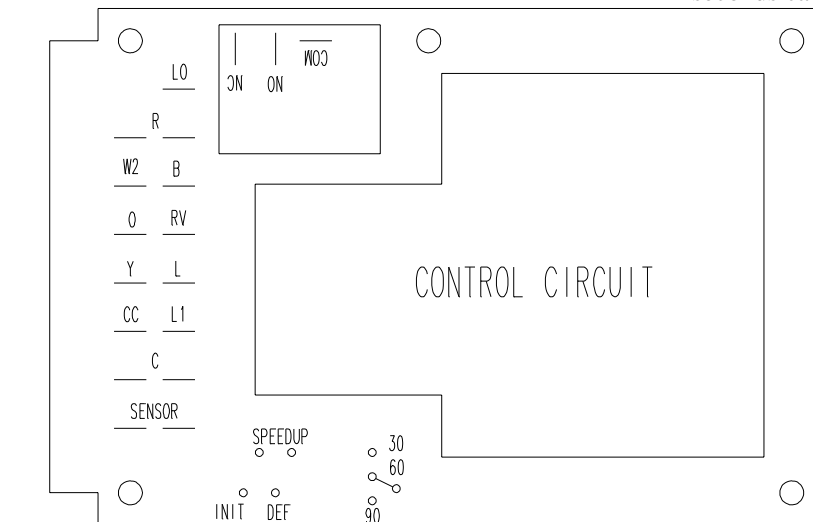 LO
NC NO COM
R
W2 B
O RV
Y L
CC L1
C
CONTROL CIRCUIT
SENSOR
SPEEDUP
30
60
90
INIT DEF